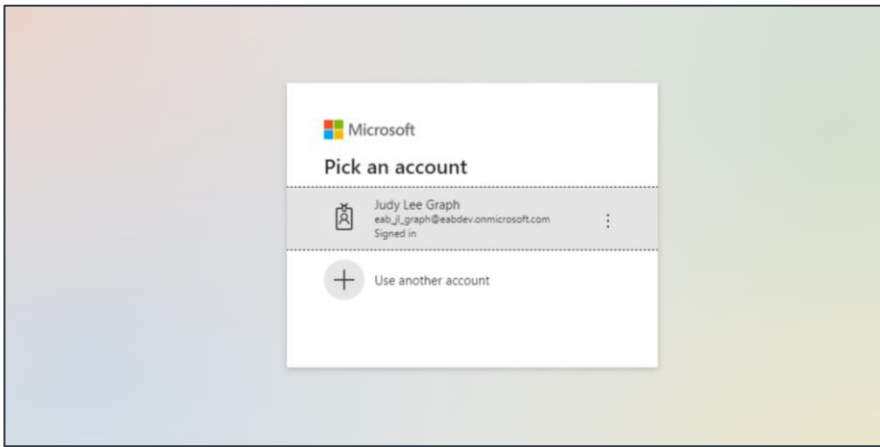 Microsoft
Pick an account
Judy Lee Graph
eab_jl_graph@eabdev.onmicrosoft.com
Signed in
Use another account